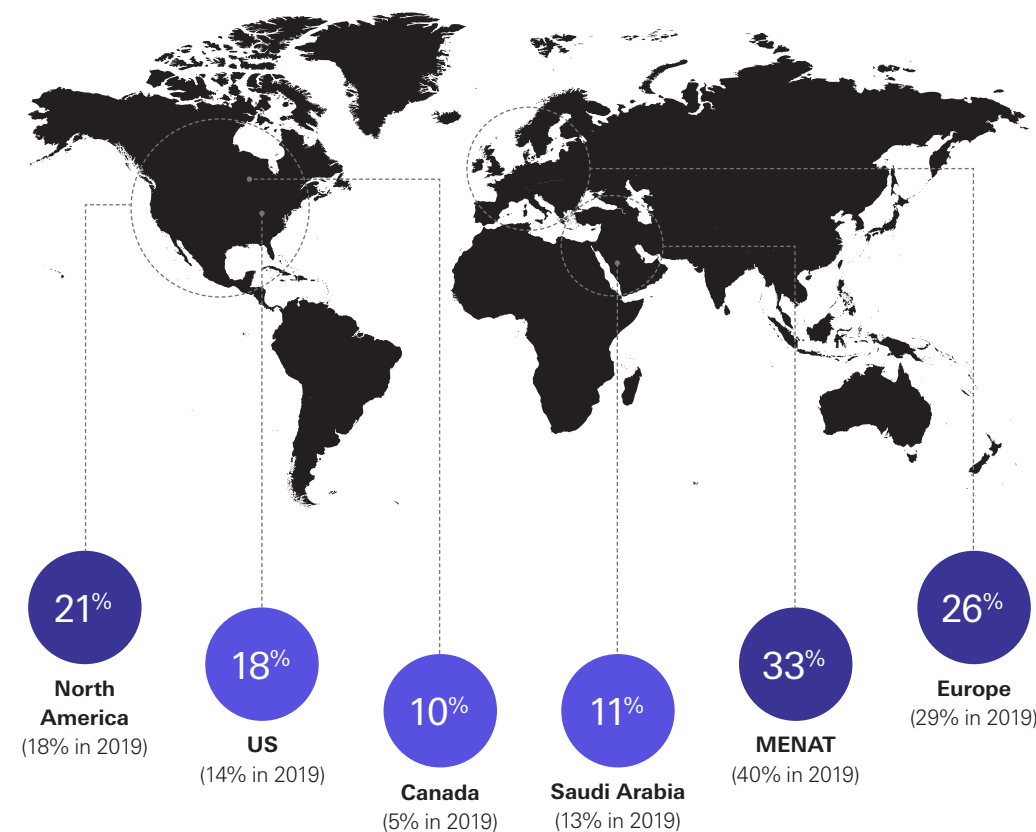 21%
North
America
(18% in 2019)
18%
US
(14% in 2019)
10%
Canada
(5% in 2019)
11%
Saudi Arabia
(13% in 2019)
33%
MENAT
(40% in 2019)
26%
Europe
(29% in 2019)